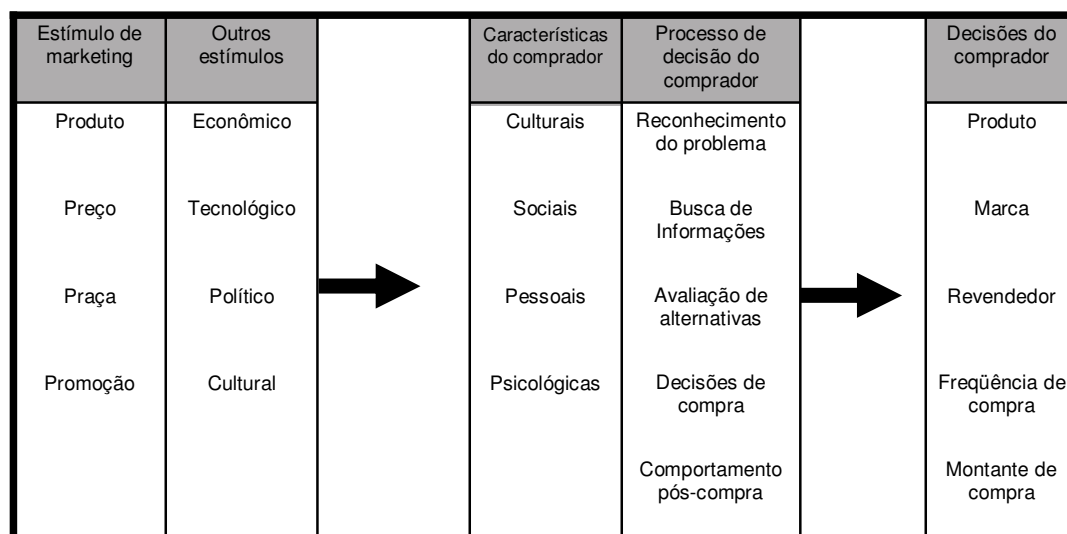 Estímulo de
marketing
Outros
estímulos
Características
do comprador
Processo de
decisão do
comprador
Decisões do
comprador
Produto
Econômico
Culturais
Reconhecimento
do problema
Produto
Preço
Tecnológico
Sociais
Busca de
Informações
Marca
Praça
Político
Pessoais
Avaliação de
alternativas
Revendedor
Promoção
Cultural
Psicológicas
Decisões de
compra
Freqüência de
compra
Comportamento
pós-compra
Montante de
compra